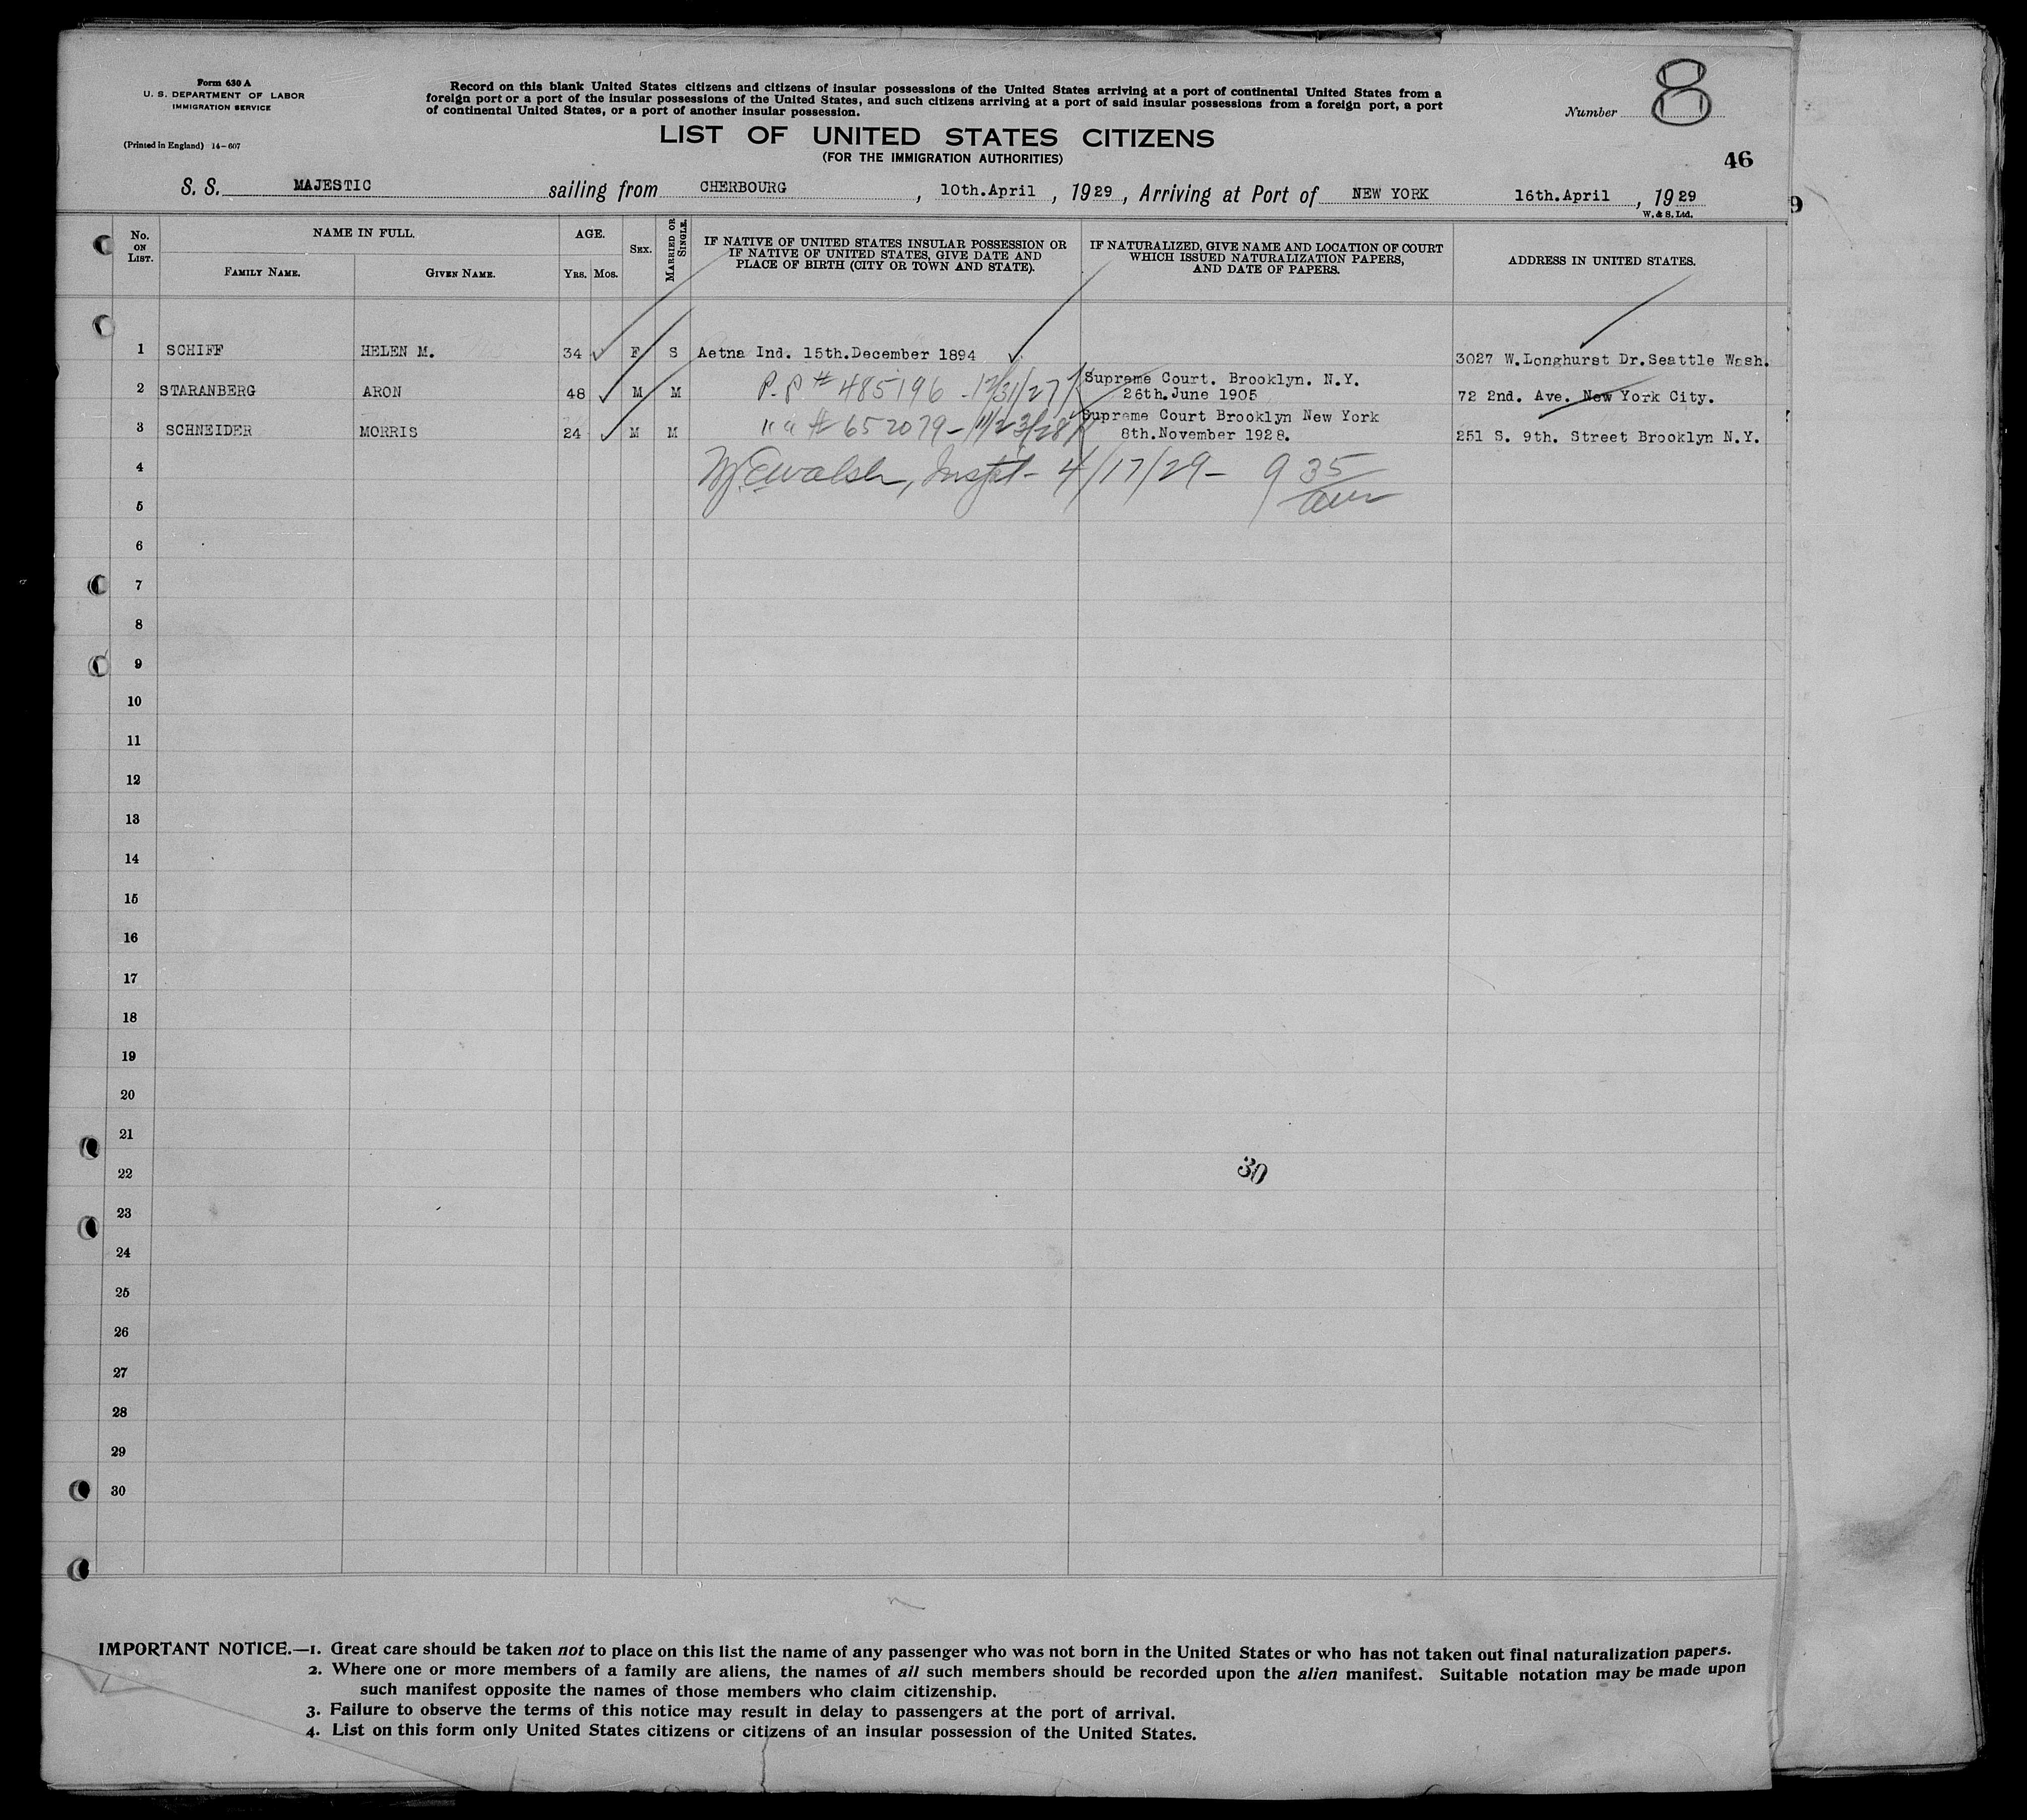 Form 630 A
U. S. DEPARTMENT OF LABOR
IMMIGRATION SERVICE
(Printed in England) 14-607
Record on this blank United States citizens and citizens of insular possessions of the United States arriving at a port of continental United States from a
foreign port or a port of the insular possessions of the United States, and such citizens arriving at a port of said insular possessions from a foreign port, a port
of continental United States, or a port of another insular possession.
Number 8
LIST OF UNITED STATES CITIZENS
(FOR THE IMMIGRATION AUTHORITIES)
46
S. S. MAJESTIC sailing from CHERBOURG, 10th.April, 1929, Arriving at Port of NEW YORK 16th.April, 1929
W. & S. Ltd.
9
No. ON LIST. NAME IN FULL. FAMILY NAME. GIVEN NAME. AGE. YRS. MOS. SEX. MARRIED OR SINGLE. IF NATIVE OF UNITED STATES INSULAR POSSESSION OR IF NATIVE OF UNITED STATES, GIVE DATE AND PLACE OF BIRTH (CITY OR TOWN AND STATE). IF NATURALIZED, GIVE NAME AND LOCATION OF COURT WHICH ISSUED NATURALIZATION PAPERS, AND DATE OF PAPERS. ADDRESS IN UNITED STATES.
1 SCHIFF HELEN M. 34 F S Aetna Ind. 15th.December 1894 3027 W.Longhurst Dr.Seattle Wash.
2 STARANBERG ARON 48 M M P.P # 485196 - 12/31/27 Supreme Court. Brooklyn. N.Y. 26th.June 1905 72 2nd. Ave. New York City.
3 SCHNEIDER MORRIS 24 M M " " # 652079 - 11/23/28 Supreme Court Brooklyn New York 8th.November 1928. 251 S. 9th. Street Brooklyn N.Y.
4 Walsh, Inspt - 4/17/29 - 9 35 am
5
6
7
8
9
10
11
12
13
14
15
16
17
18
19
20
21
22
30
23
24
25
26
27
28
29
30
IMPORTANT NOTICE.—1. Great care should be taken not to place on this list the name of any passenger who was not born in the United States or who has not taken out final naturalization papers.
2. Where one or more members of a family are aliens, the names of all such members should be recorded upon the alien manifest. Suitable notation may be made upon
such manifest opposite the names of those members who claim citizenship.
3. Failure to observe the terms of this notice may result in delay to passengers at the port of arrival.
4. List on this form only United States citizens or citizens of an insular possession of the United States.